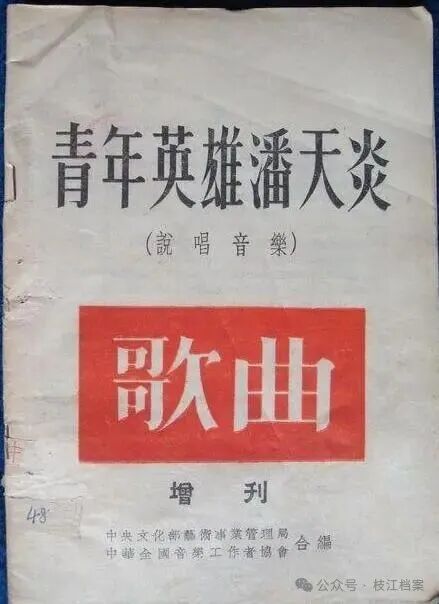 青年英雄潘天炎
(說唱音樂)
歌曲
增刊
中央文化部藝術事業管理局
中華全國音樂工作者協會
合編
48
公众号·枝江档案